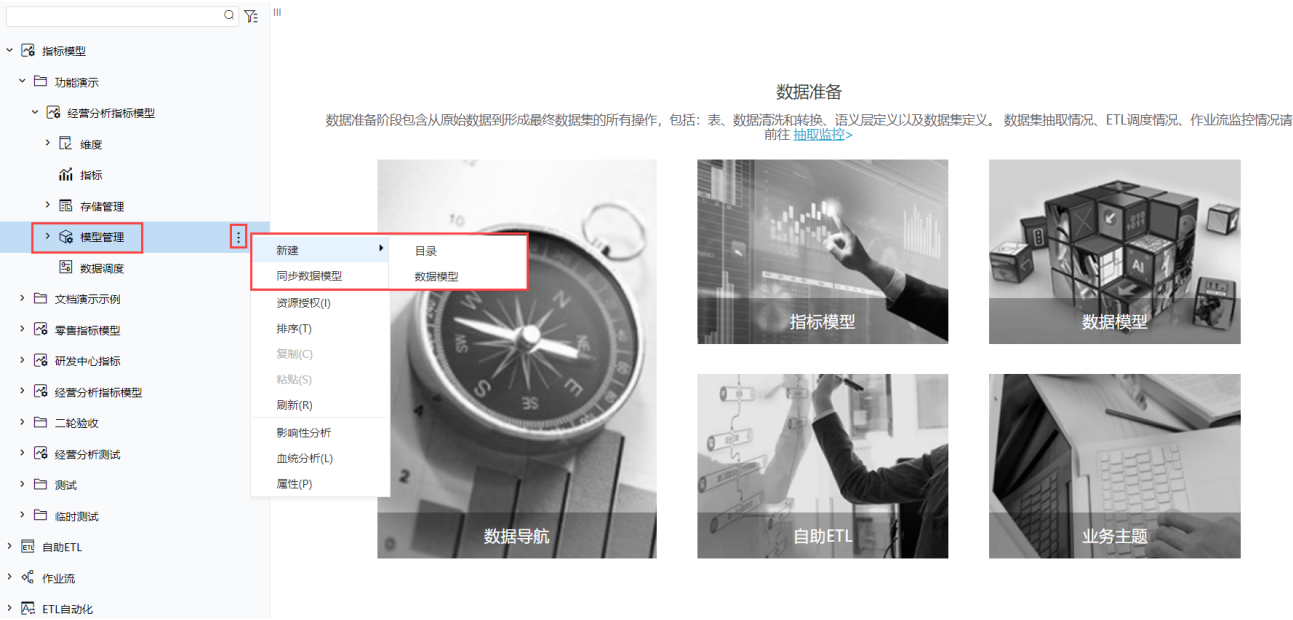 指标模型
功能演示
经营分析指标模型
维度
指标
存储管理
模型管理
数据调度
文档演示示例
零售指标模型
研发中心指标
经营分析指标模型
二轮验收
经营分析测试
测试
临时测试
自助ETL
作业流
ETL自动化
新建
同步数据模型
资源授权(I)
排序(T)
复制(C)
粘贴(S)
刷新(R)
影响性分析
血统分析(L)
属性(P)
目录
数据模型
数据准备
数据准备阶段包含从原始数据到形成最终数据集的所有操作，包括：表、数据清洗和转换、语义层定义以及数据集定义。 数据集抽取情况、ETL调度情况、作业流监控情况请
前往 抽取监控>
数据导航
指标模型
数据模型
自助ETL
业务主题